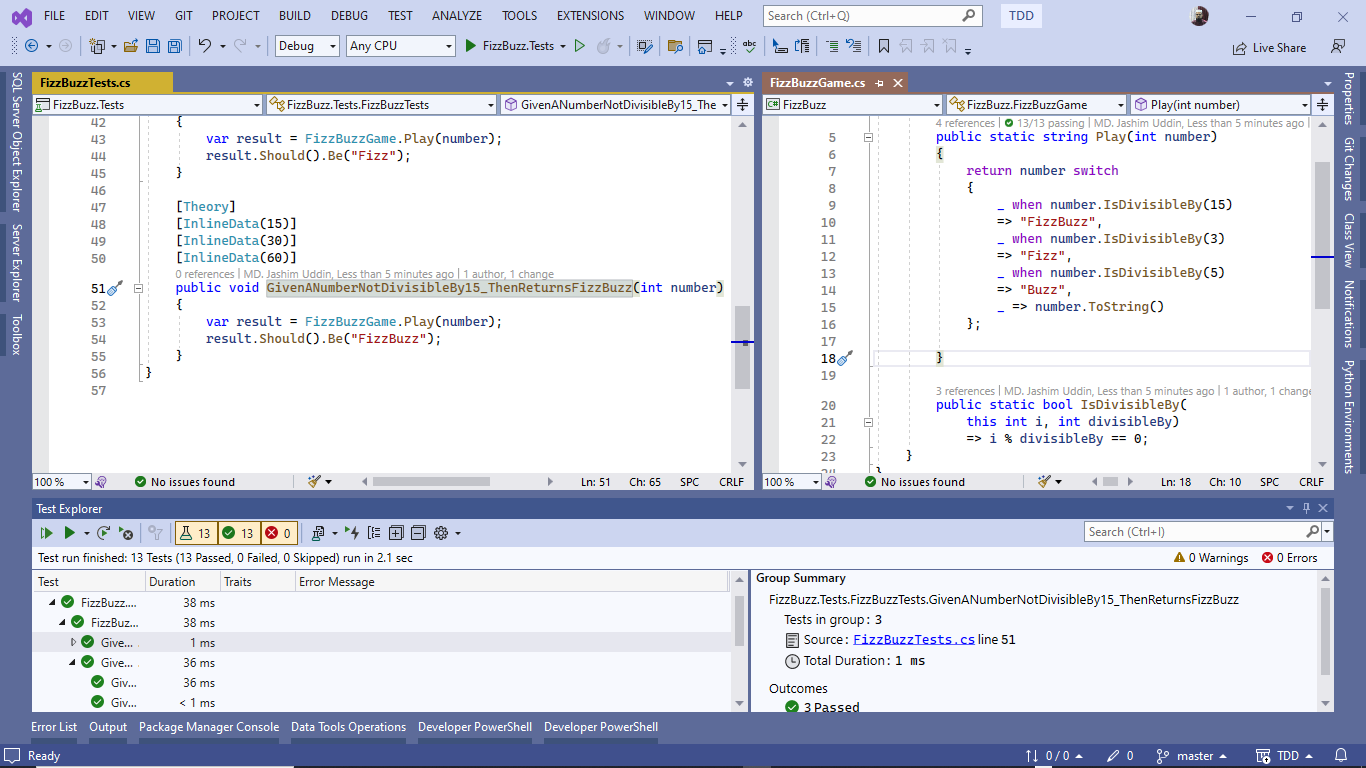 FILE EDIT VIEW GIT PROJECT BUILD DEBUG TEST ANALYZE TOOLS EXTENSIONS WINDOW HELP Search (Ctrl+Q) TDD
Debug Any CPU FizzBuzz.Tests Live Share
SQL Server Object Explorer
Server Explorer
Toolbox
FizzBuzzTests.cs
FizzBuzz.Tests FizzBuzz.Tests.FizzBuzzTests GivenANumberNotDivisibleBy15_The
42 {
43 var result = FizzBuzzGame.Play(number);
44 result.Should().Be("Fizz");
45 }
46
47 [Theory]
48 [InlineData(15)]
49 [InlineData(30)]
50 [InlineData(60)]
0 references | MD. Jashim Uddin, Less than 5 minutes ago | 1 author, 1 change
51 public void GivenANumberNotDivisibleBy15_ThenReturnsFizzBuzz(int number)
52 {
53 var result = FizzBuzzGame.Play(number);
54 result.Should().Be("FizzBuzz");
55 }
56 }
57
100 % No issues found Ln: 51 Ch: 65 SPC CRLF
FizzBuzzGame.cs
C# FizzBuzz FizzBuzz.FizzBuzzGame Play(int number)
4 references | 13/13 passing | MD. Jashim Uddin, Less than 5 minutes ago |
5 public static string Play(int number)
6 {
7 return number switch
8 {
9 _ when number.IsDivisibleBy(15)
10 => "FizzBuzz",
11 _ when number.IsDivisibleBy(3)
12 => "Fizz",
13 _ when number.IsDivisibleBy(5)
14 => "Buzz",
15 _ => number.ToString()
16 };
17
18 }
19
3 references | MD. Jashim Uddin, Less than 5 minutes ago | 1 author, 1 change
20 public static bool IsDivisibleBy(
21 this int i, int divisibleBy)
22 => i % divisibleBy == 0;
23 }
24 }
100 % No issues found Ln: 18 Ch: 10 SPC CRLF
Properties
Git Changes
Class View
Notifications
Python Environments
Test Explorer
13 13 0 Search (Ctrl+I)
Test run finished: 13 Tests (13 Passed, 0 Failed, 0 Skipped) run in 2.1 sec 0 Warnings 0 Errors
Test Duration Traits Error Message
FizzBuzz.... 38 ms
FizzBuz... 38 ms
Give... 1 ms
Give... 36 ms
Giv... 36 ms
Giv... < 1 ms
Group Summary
FizzBuzz.Tests.FizzBuzzTests.GivenANumberNotDivisibleBy15_ThenReturnsFizzBuzz
Tests in group: 3
Source: FizzBuzzTests.cs line 51
Total Duration: 1 ms
Outcomes
3 Passed
Error List Output Package Manager Console Data Tools Operations Developer PowerShell Developer PowerShell
Ready 0 / 0 0 master TDD